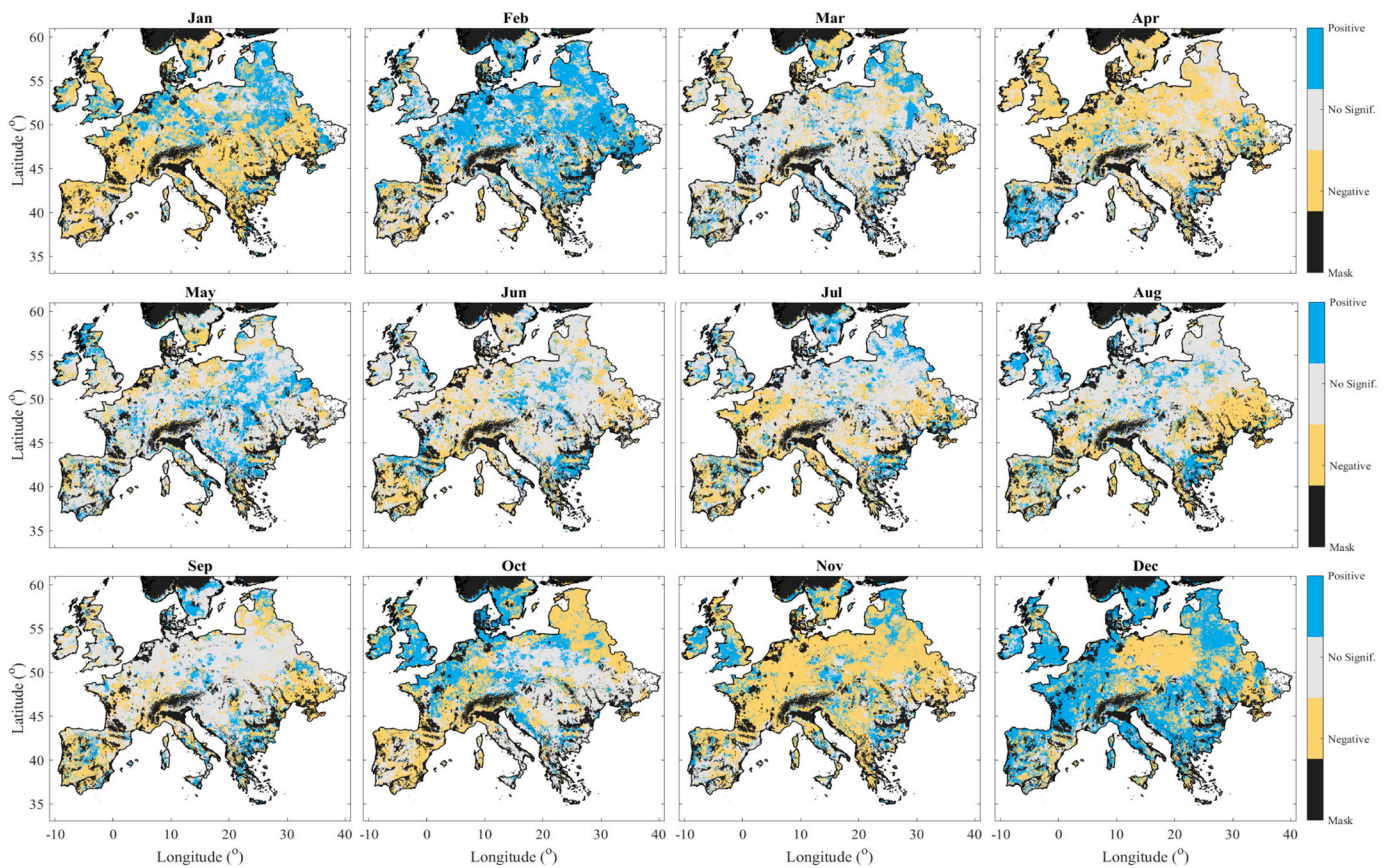 Jan Feb Mar Apr
60
55
50
45
40
35
Latitude (°)
Positive
No Signif.
Negative
Mask
May Jun Jul Aug
60
55
50
45
40
35
Latitude (°)
Positive
No Signif.
Negative
Mask
Sep Oct Nov Dec
60
55
50
45
40
35
Latitude (°)
Positive
No Signif.
Negative
Mask
-10 0 10 20 30 40 -10 0 10 20 30 40 -10 0 10 20 30 40 -10 0 10 20 30 40
Longitude (°) Longitude (°) Longitude (°) Longitude (°)